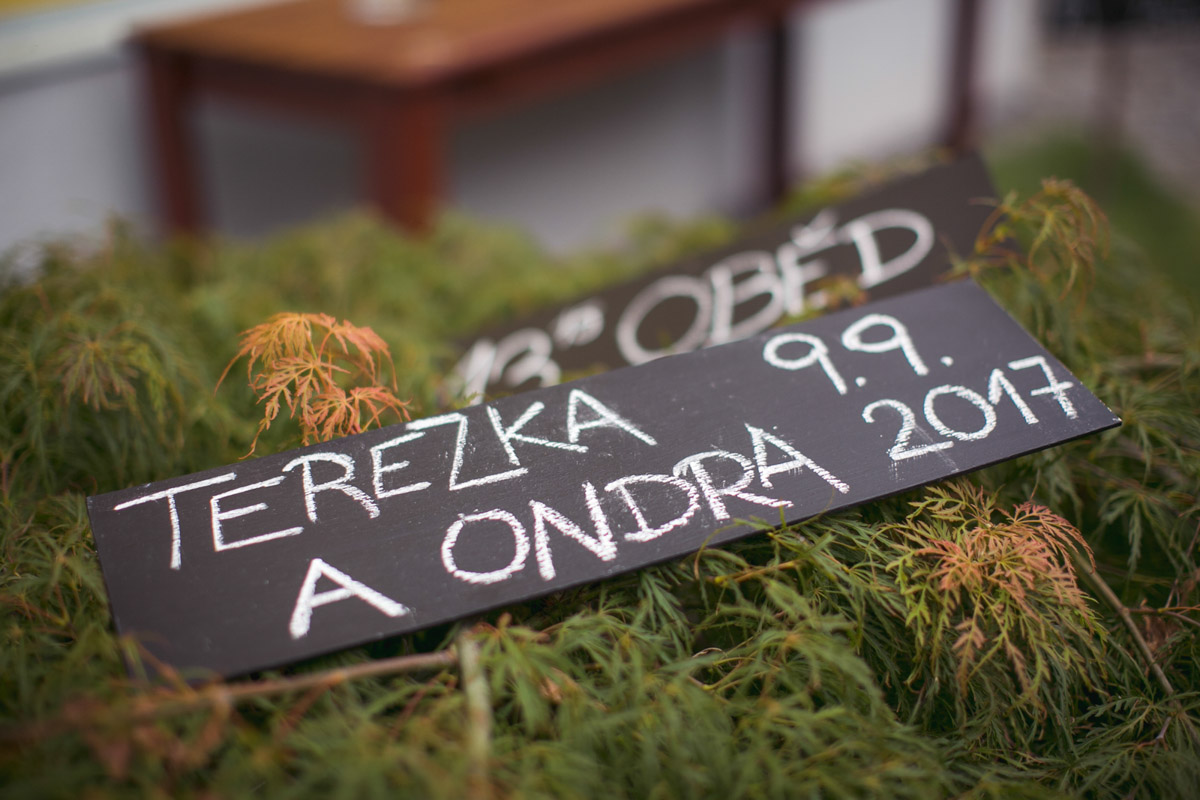 13°° OBĚD
TEREZKA 9.9.
A ONDRA 2017